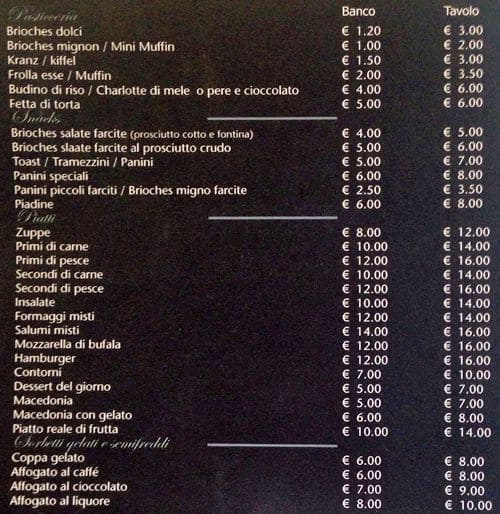 Pasticceria Banco Tavolo
Brioches dolci € 1.20 € 3.00
Brioches mignon / Mini Muffin € 1.00 € 2.00
Kranz / kiffel € 1.50 € 3.00
Frolla esse / Muffin € 2.00 € 3.50
Budino di riso / Charlotte di mele o pere e cioccolato € 4.00 € 6.00
Fetta di torta € 5.00 € 6.00
Snacks
Brioches salate farcite (prosciutto cotto e fontina) € 4.00 € 5.00
Brioches slaate farcite al prosciutto crudo € 5.00 € 6.00
Toast / Tramezzini / Panini € 5.00 € 7.00
Panini speciali € 6.00 € 8.00
Panini piccoli farciti / Brioches migno farcite € 2.50 € 3.50
Piadine € 6.00 € 8.00
Piatti
Zuppe € 8.00 € 12.00
Primi di carne € 10.00 € 14.00
Primi di pesce € 12.00 € 16.00
Secondi di carne € 10.00 € 14.00
Secondi di pesce € 12.00 € 16.00
Insalate € 10.00 € 14.00
Formaggi misti € 12.00 € 14.00
Salumi misti € 14.00 € 16.00
Mozzarella di bufala € 12.00 € 16.00
Hamburger € 12.00 € 16.00
Contorni € 7.00 € 10.00
Dessert del giorno € 5.00 € 7.00
Macedonia € 5.00 € 7.00
Macedonia con gelato € 6.00 € 8.00
Piatto reale di frutta € 10.00 € 14.00
Sorbetti gelati e semifreddi
Coppa gelato € 6.00 € 8.00
Affogato al caffé € 6.00 € 8.00
Affogato al cioccolato € 7.00 € 9.00
Affogato al liquore € 8.00 € 10.00